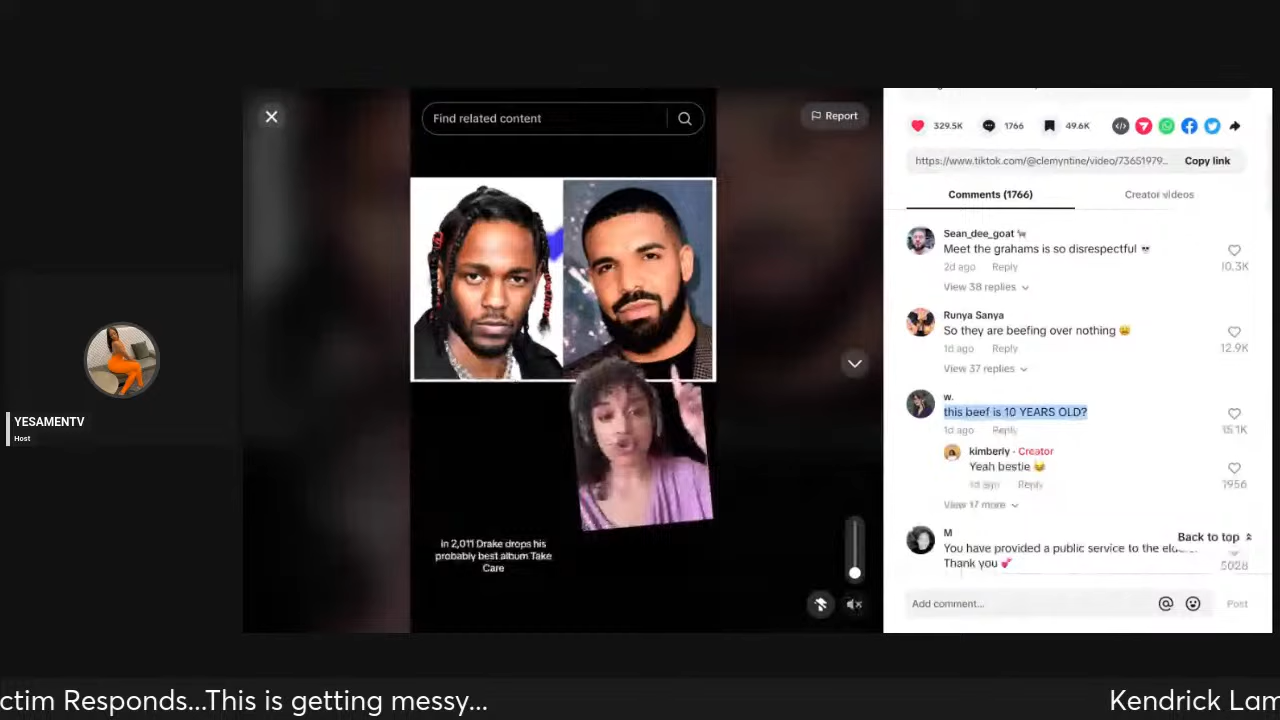 Find related content
Report
329.5K
1766
49.6K
https://www.tiktok.com/@clemyntine/video/73651979...
Copy link
Comments (1766)
Creator videos
Sean_dee_goat
Meet the grahams is so disrespectful
2d ago Reply
10.3K
View 38 replies
Runya Sanya
So they are beefing over nothing
1d ago Reply
12.9K
View 37 replies
w.
this beef is 10 YEARS OLD?
1d ago Reply
15.1K
kimberly · Creator
Yeah bestie
Reply
7956
View 17 more
M
You have provided a public service to the
Thank you
5028
Back to top
Add comment...
Post
In 2,011 Drake drops his
probably best album Take
Care
YESAMENTV
Host
ctim Responds...This is getting messy...
Kendrick Lam